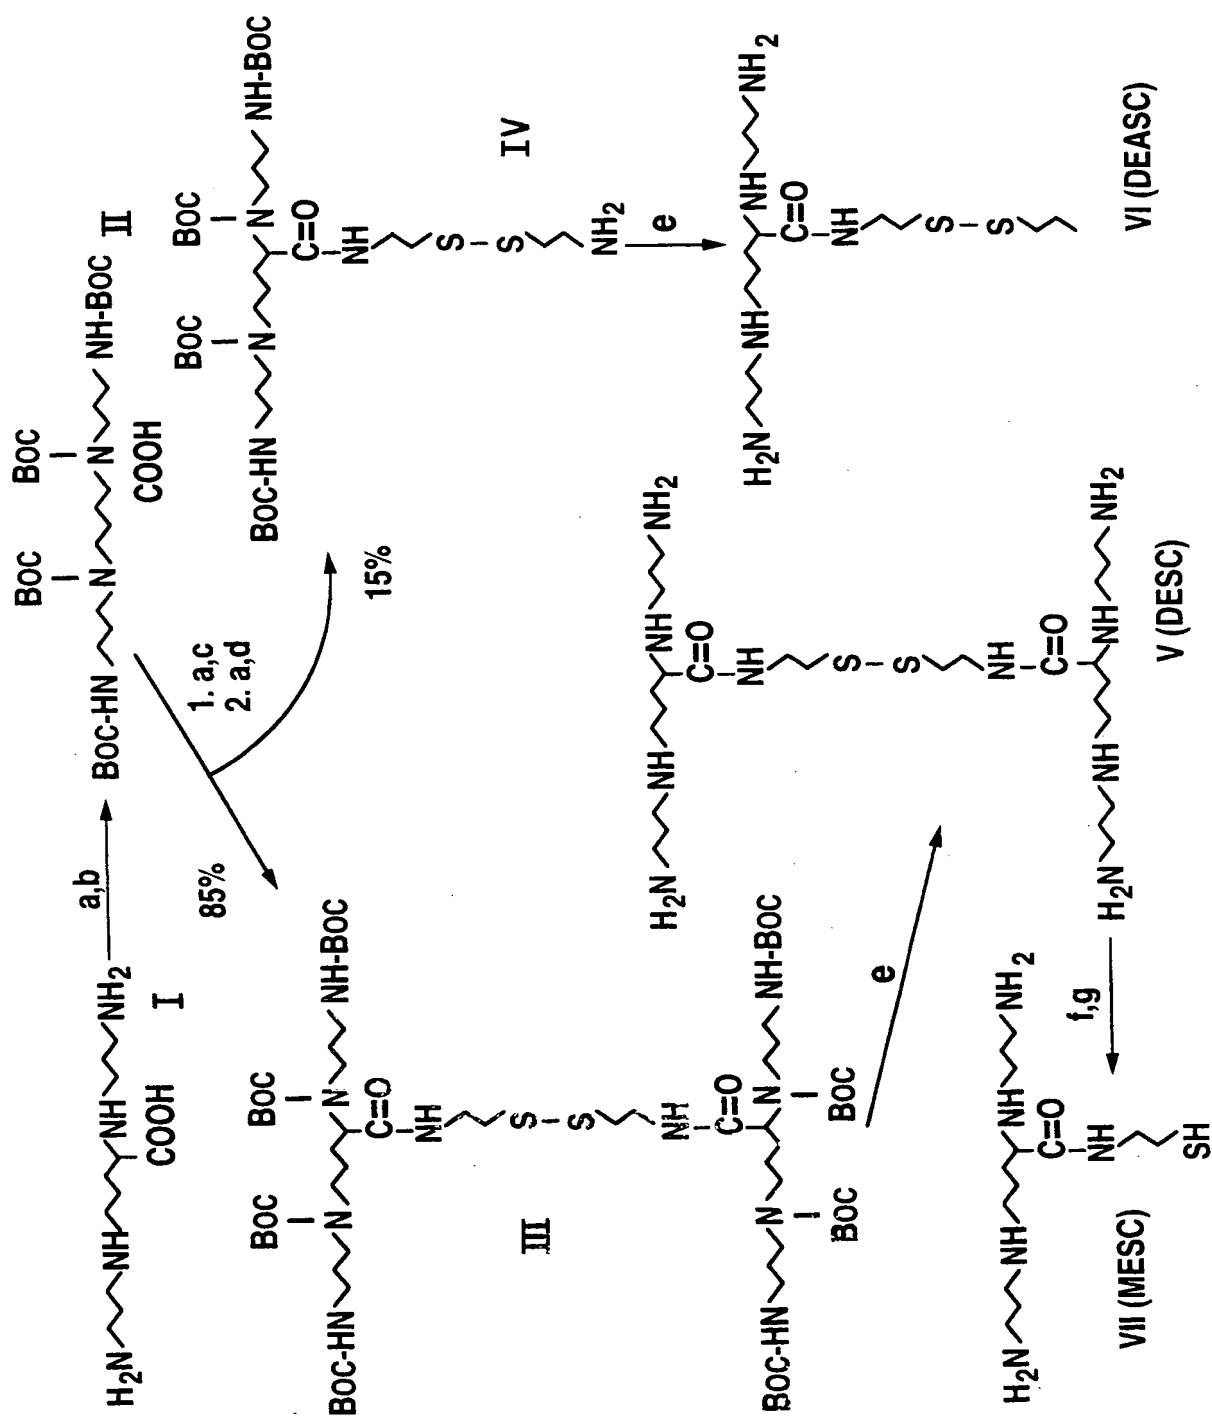 H2N NH NH NH2
COOH
I
a,b
BOC BOC
BOC-HN N N NH-BOC
COOH
II
1. a,c
2. a,d
85%
15%
BOC BOC
BOC-HN N N NH-BOC
C=O
NH
S-S
NH
C=O
BOC-HN N N NH-BOC
BOC BOC
III
BOC BOC
BOC-HN N N NH-BOC
C=O
NH
S-S
NH2
IV
e
e
H2N NH NH NH2
C=O
NH
S-S
NH
C=O
H2N NH NH NH2
V (DESC)
H2N NH NH NH2
C=O
NH
S-S
VI (DEASC)
f,g
H2N NH NH NH2
C=O
NH
SH
VII (MESC)